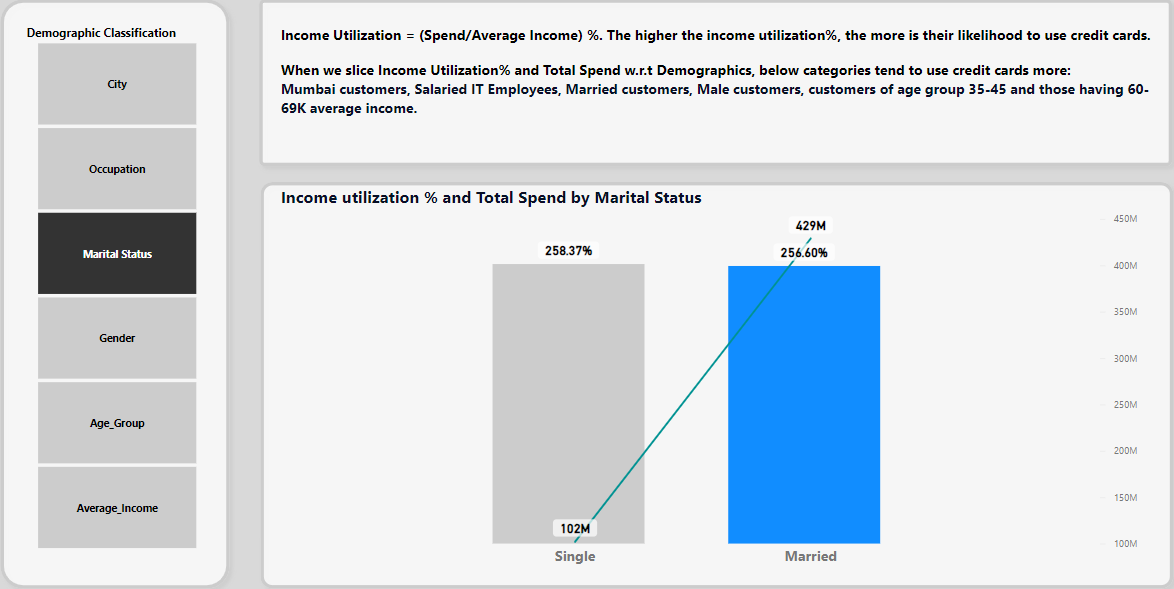 Demographic Classification
City
Occupation
Marital Status
Gender
Age_Group
Average_Income
Income Utilization = (Spend/Average Income) %. The higher the income utilization%, the more is their likelihood to use credit cards.
When we slice Income Utilization% and Total Spend w.r.t Demographics, below categories tend to use credit cards more:
Mumbai customers, Salaried IT Employees, Married customers, Male customers, customers of age group 35-45 and those having 60-
69K average income.
Income utilization % and Total Spend by Marital Status
450M
429M
258.37%
256.60%
400M
350M
300M
250M
200M
150M
102M
100M
Single
Married